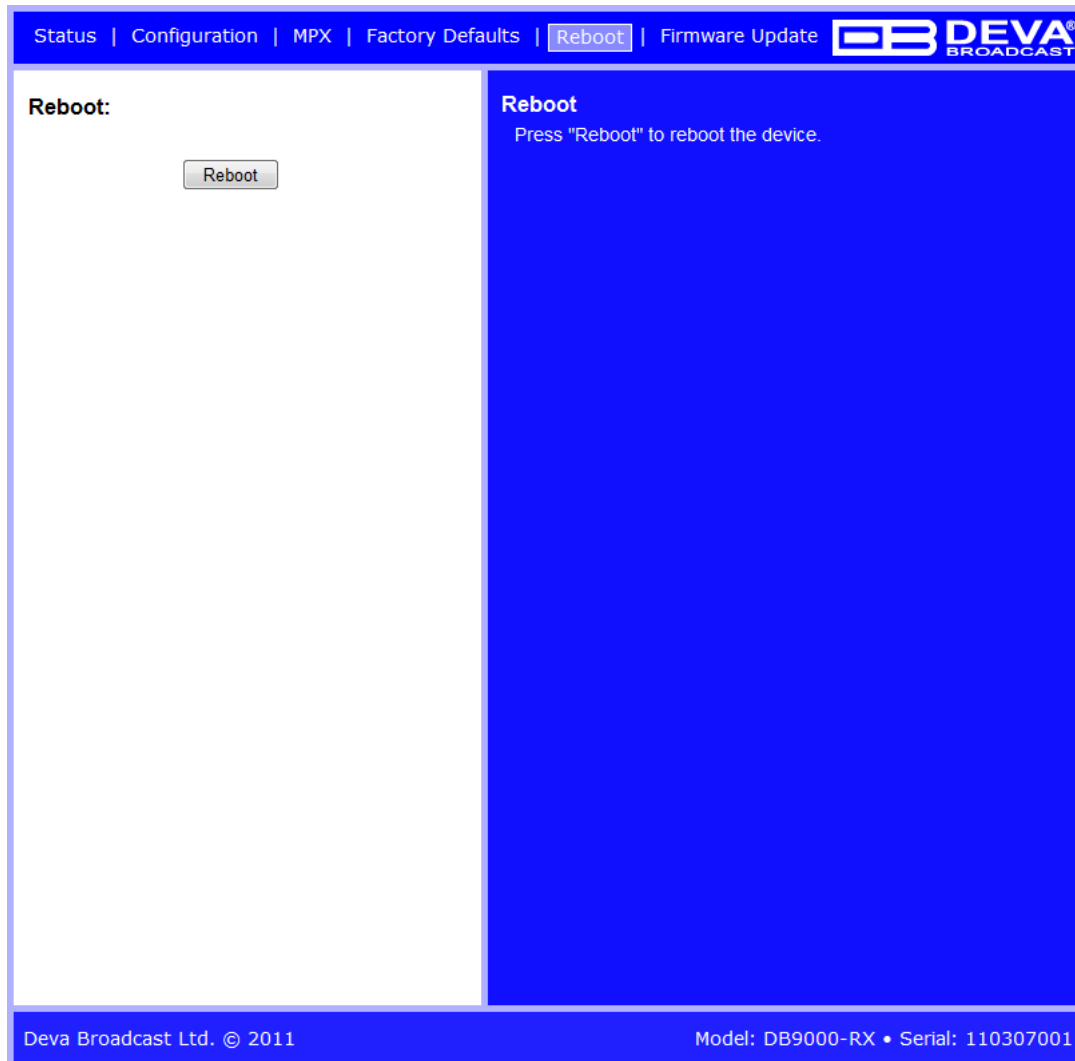 Status | Configuration | MPX | Factory Defaults | Reboot | Firmware Update DB DEVA® BROADCAST
Reboot:
Reboot
Reboot
Press "Reboot" to reboot the device.
Deva Broadcast Ltd. © 2011
Model: DB9000-RX • Serial: 110307001